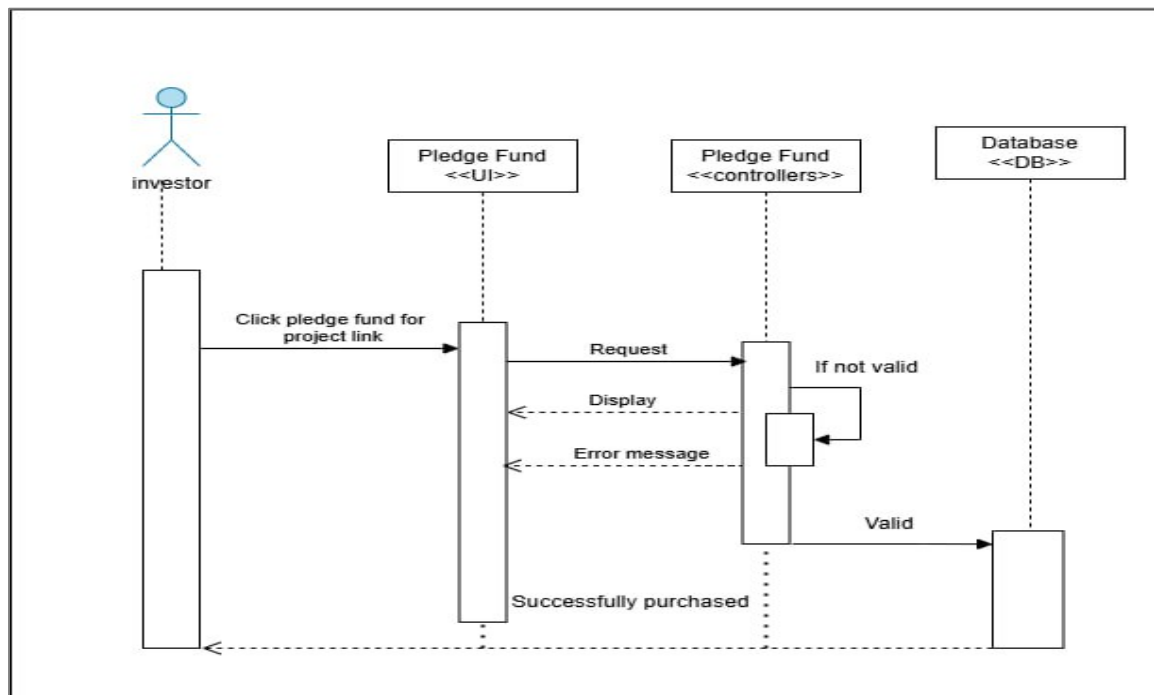 Database
<<DB>>
Pledge Fund
<<UI>>
Pledge Fund
<<controllers>>
investor
Click pledge fund for
project link
Request
If not valid
Display
Error message
Valid
Successfully purchased